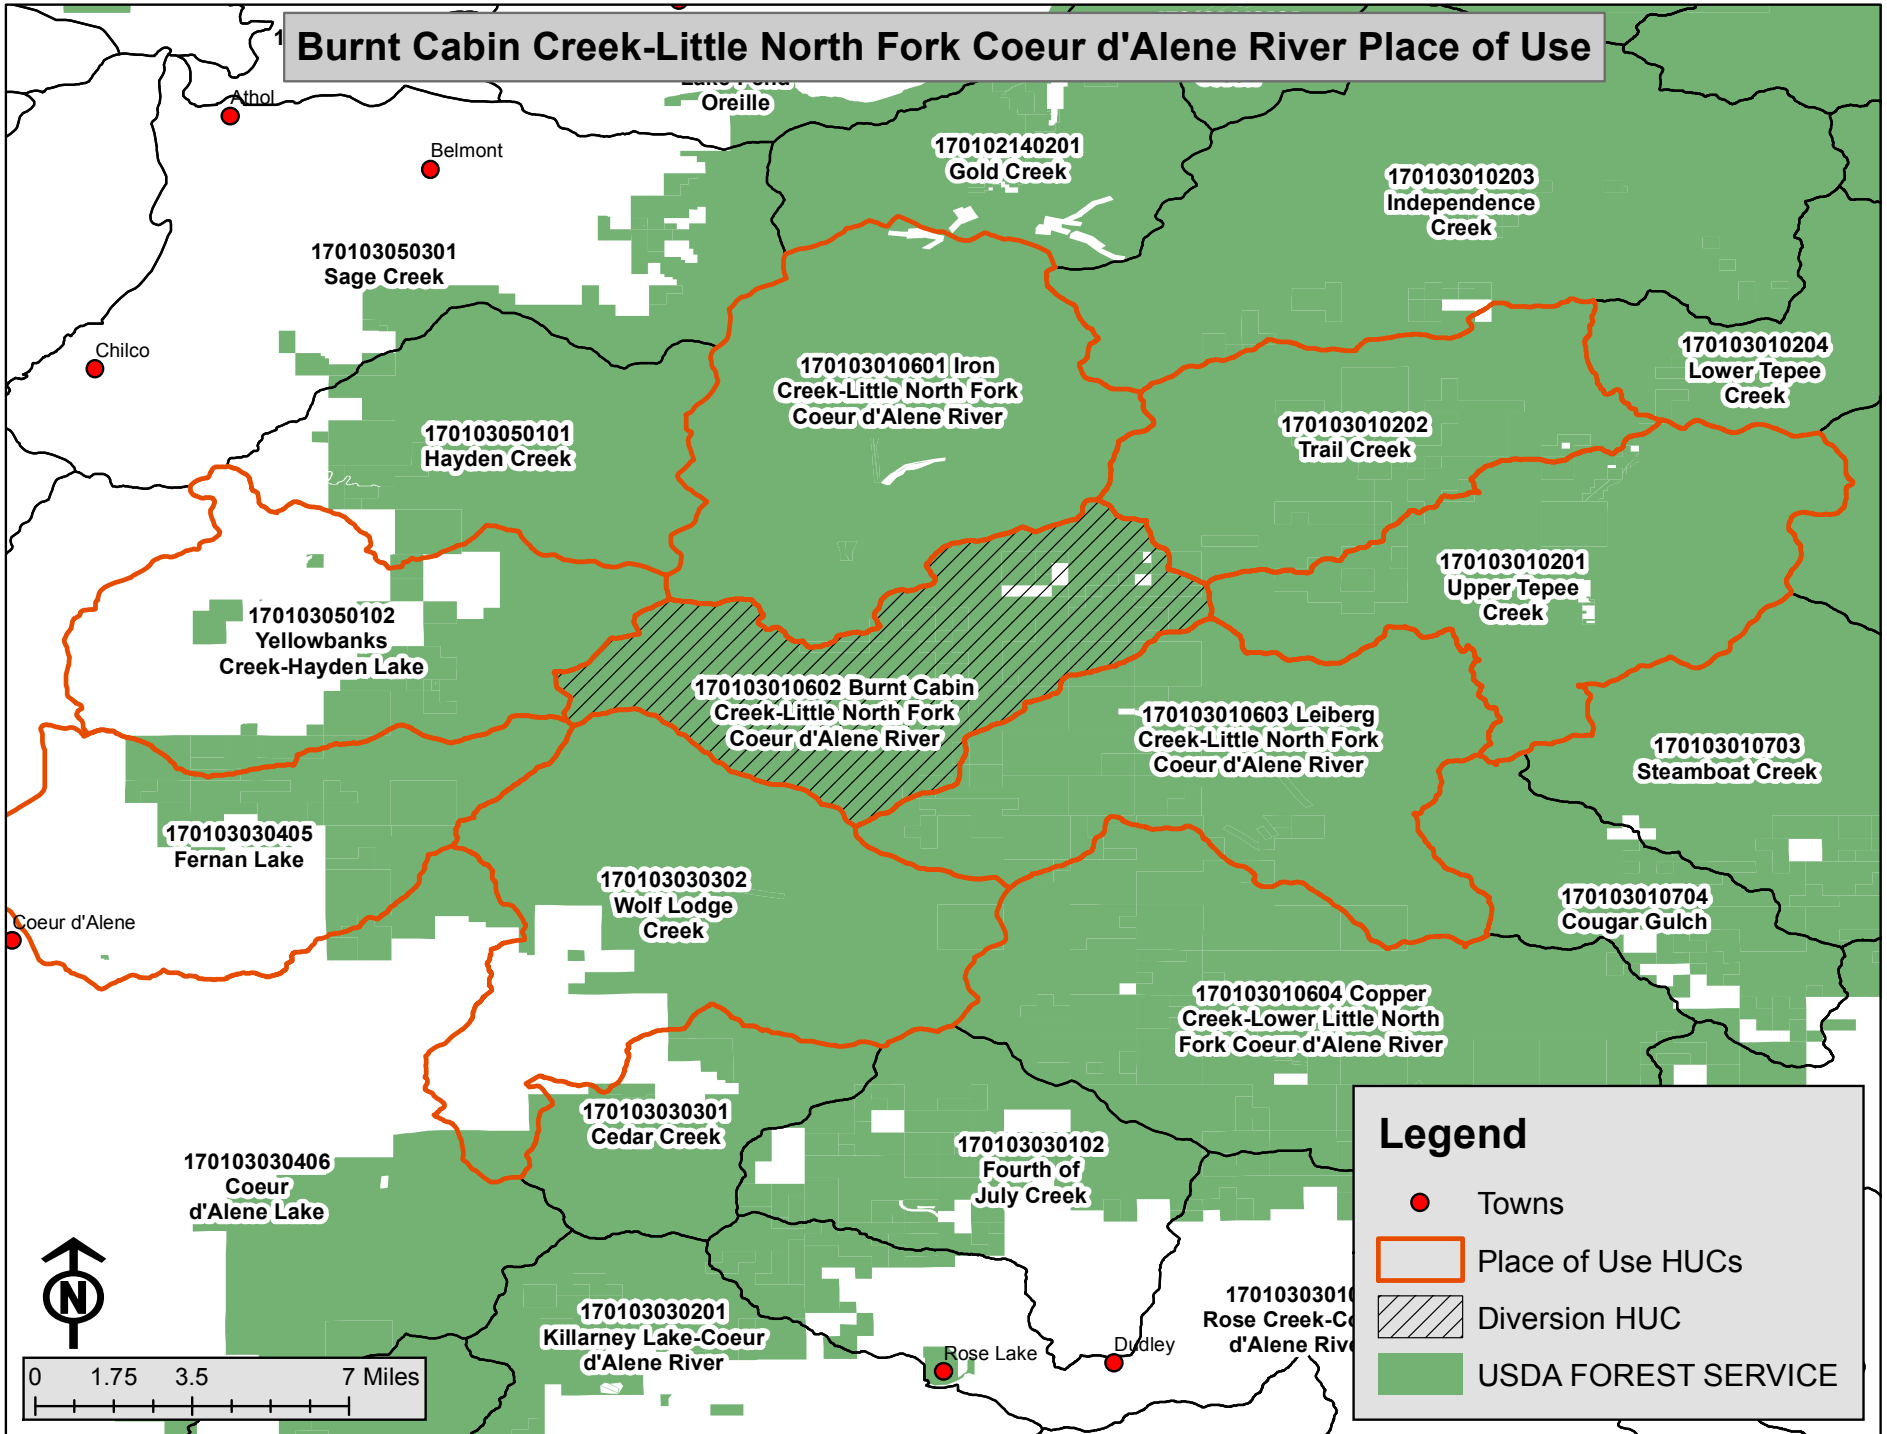 Burnt Cabin Creek-Little North Fork Coeur d'Alene River Place of Use
Oreille
Athol
Belmont
170102140201
Gold Creek
170103010203
Independence
Creek
170103050301
Sage Creek
Chilco
170103010601 Iron
Creek-Little North Fork
Coeur d'Alene River
170103010204
Lower Tepee
Creek
170103050101
Hayden Creek
170103010202
Trail Creek
170103010201
Upper Tepee
Creek
170103050102
Yellowbanks
Creek-Hayden Lake
170103010602 Burnt Cabin
Creek-Little North Fork
Coeur d'Alene River
170103010603 Leiberg
Creek-Little North Fork
Coeur d'Alene River
170103010703
Steamboat Creek
170103030405
Fernan Lake
170103030302
Wolf Lodge
Creek
170103010704
Cougar Gulch
Coeur d'Alene
170103010604 Copper
Creek-Lower Little North
Fork Coeur d'Alene River
170103030301
Cedar Creek
170103030102
Fourth of
July Creek
170103030406
Coeur
d'Alene Lake
170103030201
Killarney Lake-Coeur
d'Alene River
17010303010
Rose Creek-Co
d'Alene Rive
Rose Lake
Dudley
Legend
Towns
Place of Use HUCs
Diversion HUC
USDA FOREST SERVICE
N
0 1.75 3.5 7 Miles